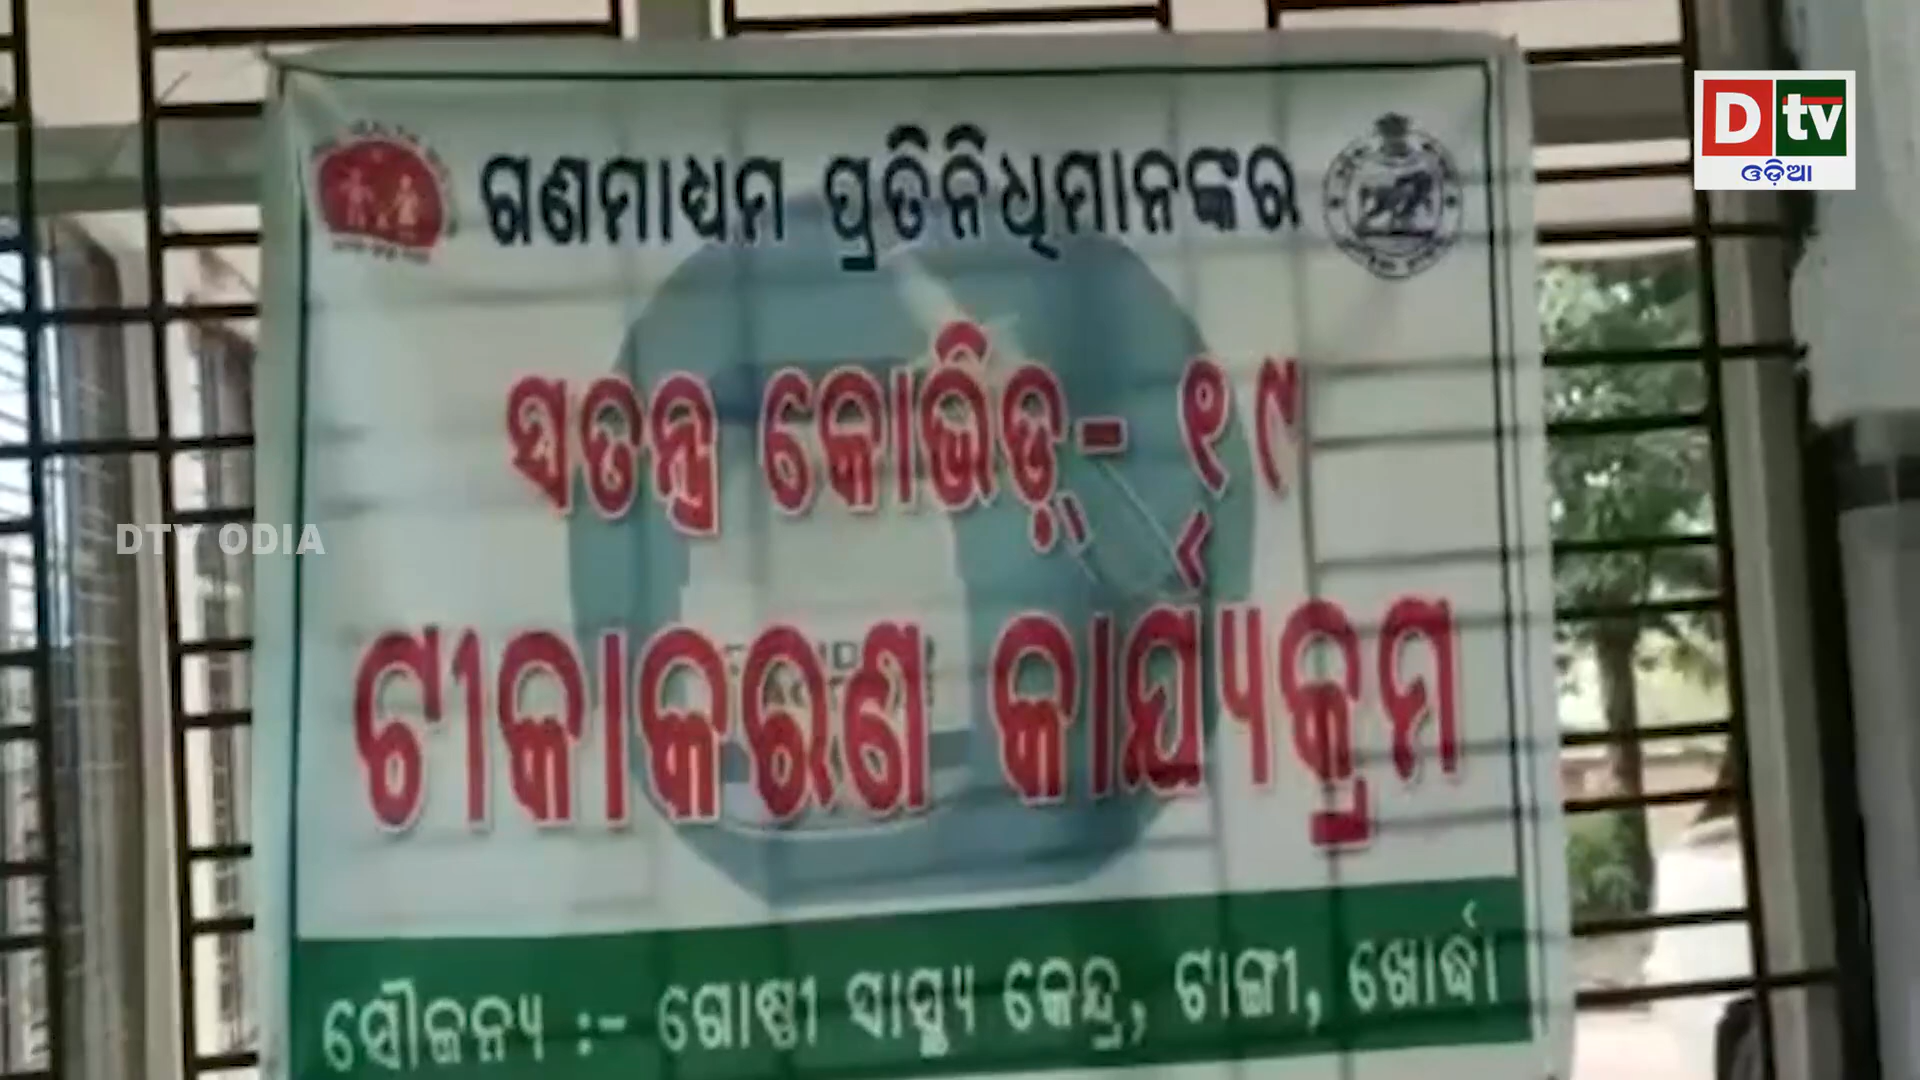 ଗଣମାଧ୍ୟମ ପ୍ରତିନିଧିମାନଙ୍କର
ସ୍ୱତନ୍ତ୍ର କୋଭିଡ଼୍- ୧୯
ଟୀକାକରଣ କାର୍ଯ୍ୟକ୍ରମ
ସୌଜନ୍ୟ :- ଗୋଷ୍ଠୀ ସାସ୍ଥ୍ୟ କେନ୍ଦ୍ର, ଟାଙ୍ଗୀ, ଖୋର୍ଦ୍ଧା
D tv
ଓଡ଼ିଆ
DTV ODIA